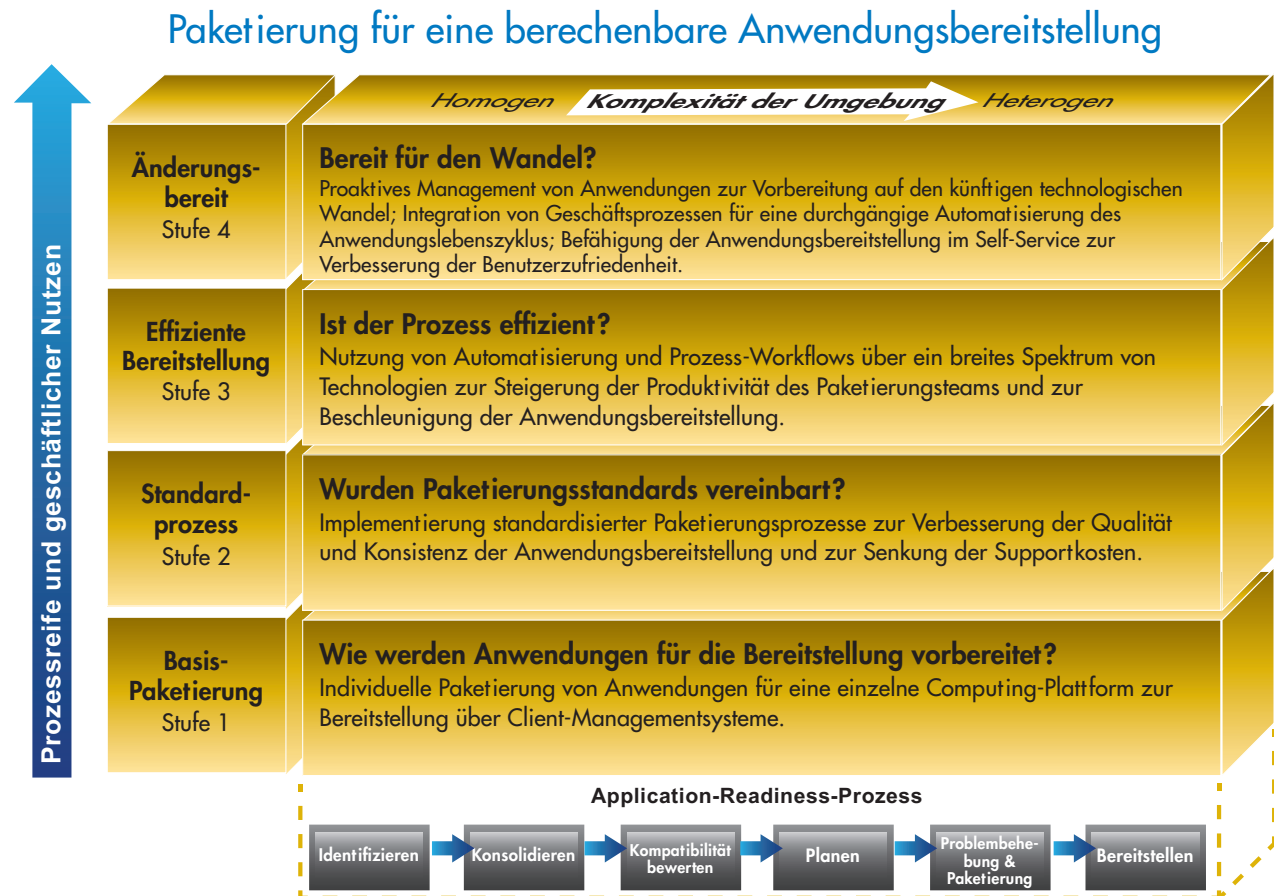 Paketierung für eine berechenbare Anwendungsbereitstellung
Prozessreife und geschäftlicher Nutzen
Homogen Komplexität der Umgebung Heterogen
Änderungs-
bereit
Stufe 4
Bereit für den Wandel?
Proaktives Management von Anwendungen zur Vorbereitung auf den künftigen technologischen
Wandel; Integration von Geschäftsprozessen für eine durchgängige Automatisierung des
Anwendungslebenszyklus; Befähigung der Anwendungsbereitstellung im Self-Service zur
Verbesserung der Benutzerzufriedenheit.
Effiziente
Bereitstellung
Stufe 3
Ist der Prozess effizient?
Nutzung von Automatisierung und Prozess-Workflows über ein breites Spektrum von
Technologien zur Steigerung der Produktivität des Paketierungsteams und zur
Beschleunigung der Anwendungsbereitstellung.
Standard-
prozess
Stufe 2
Wurden Paketierungsstandards vereinbart?
Implementierung standardisierter Paketierungsprozesse zur Verbesserung der Qualität
und Konsistenz der Anwendungsbereitstellung und zur Senkung der Supportkosten.
Basis-
Paketierung
Stufe 1
Wie werden Anwendungen für die Bereitstellung vorbereitet?
Individuelle Paketierung von Anwendungen für eine einzelne Computing-Plattform zur
Bereitstellung über Client-Managementsysteme.
Application-Readiness-Prozess
Identifizieren
Konsolidieren
Kompatibilität
bewerten
Planen
Problembehe-
bung &
Paketierung
Bereitstellen